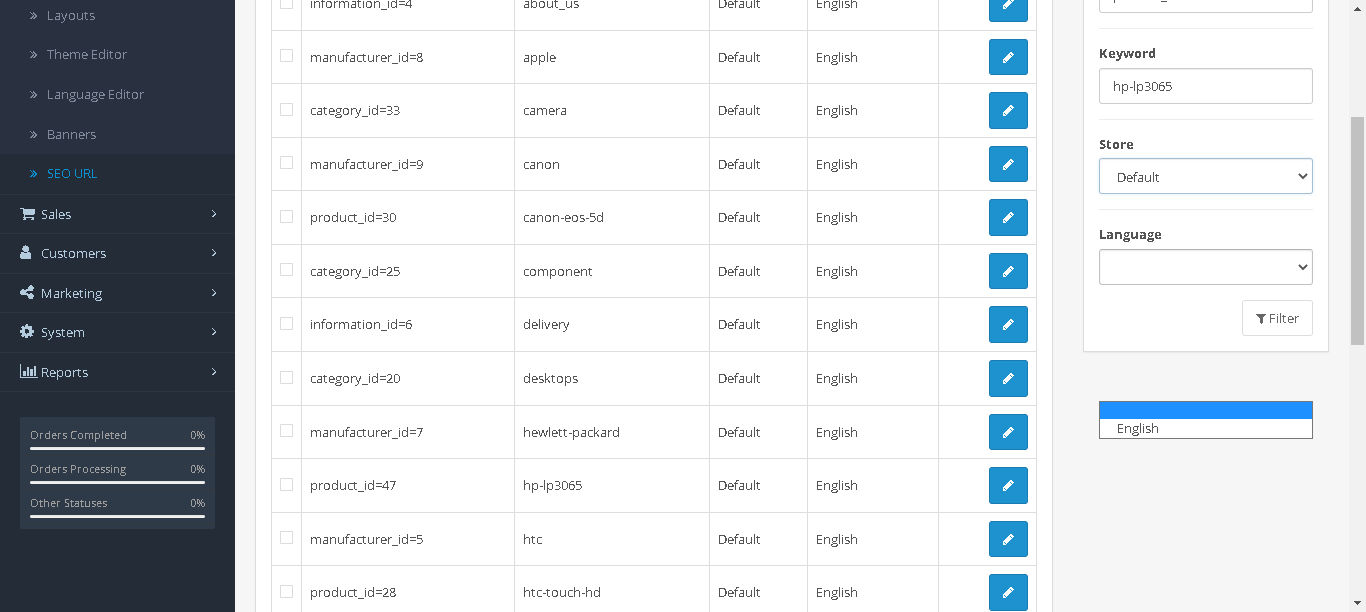 Layouts
Theme Editor
Language Editor
Banners
SEO URL
Sales
Customers
Marketing
System
Reports
Orders Completed 0%
Orders Processing 0%
Other Statuses 0%
information_id=4 about_us Default English
manufacturer_id=8 apple Default English
category_id=33 camera Default English
manufacturer_id=9 canon Default English
product_id=30 canon-eos-5d Default English
category_id=25 component Default English
information_id=6 delivery Default English
category_id=20 desktops Default English
manufacturer_id=7 hewlett-packard Default English
product_id=47 hp-lp3065 Default English
manufacturer_id=5 htc Default English
product_id=28 htc-touch-hd Default English
Keyword
hp-lp3065
Store
Default
Language
Filter
English